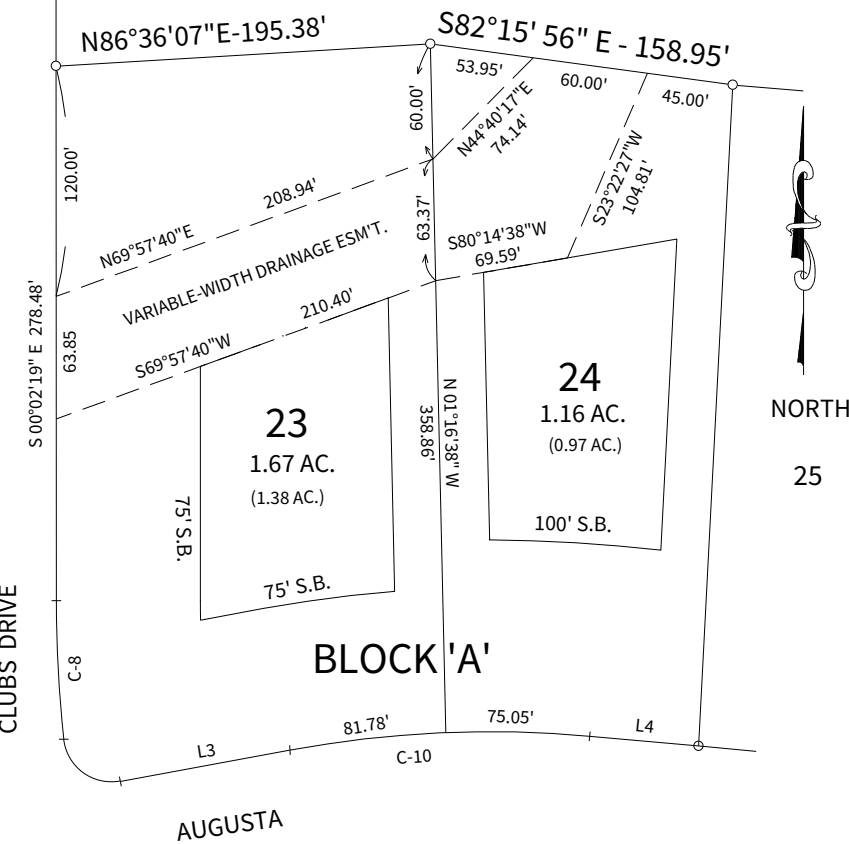 N86°36'07"E-195.38'
S82°15' 56" E - 158.95'
53.95'
60.00'
45.00'
60.00'
N44°40'17"E
74.14'
S23°22'27"W
104.81'
120.00'
208.94'
N69°57'40"E
63.37'
S80°14'38"W
69.59'
VARIABLE-WIDTH DRAINAGE ESM'T.
210.40'
S69°57'40"W
S 00°02'19" E 278.48'
63.85
23
1.67 AC.
(1.38 AC.)
24
1.16 AC.
(0.97 AC.)
N 01°16'38" W
358.86'
NORTH
25
75' S.B.
75' S.B.
100' S.B.
BLOCK 'A'
CLUBS DRIVE
C-8
L3
81.78'
75.05'
L4
C-10
AUGUSTA